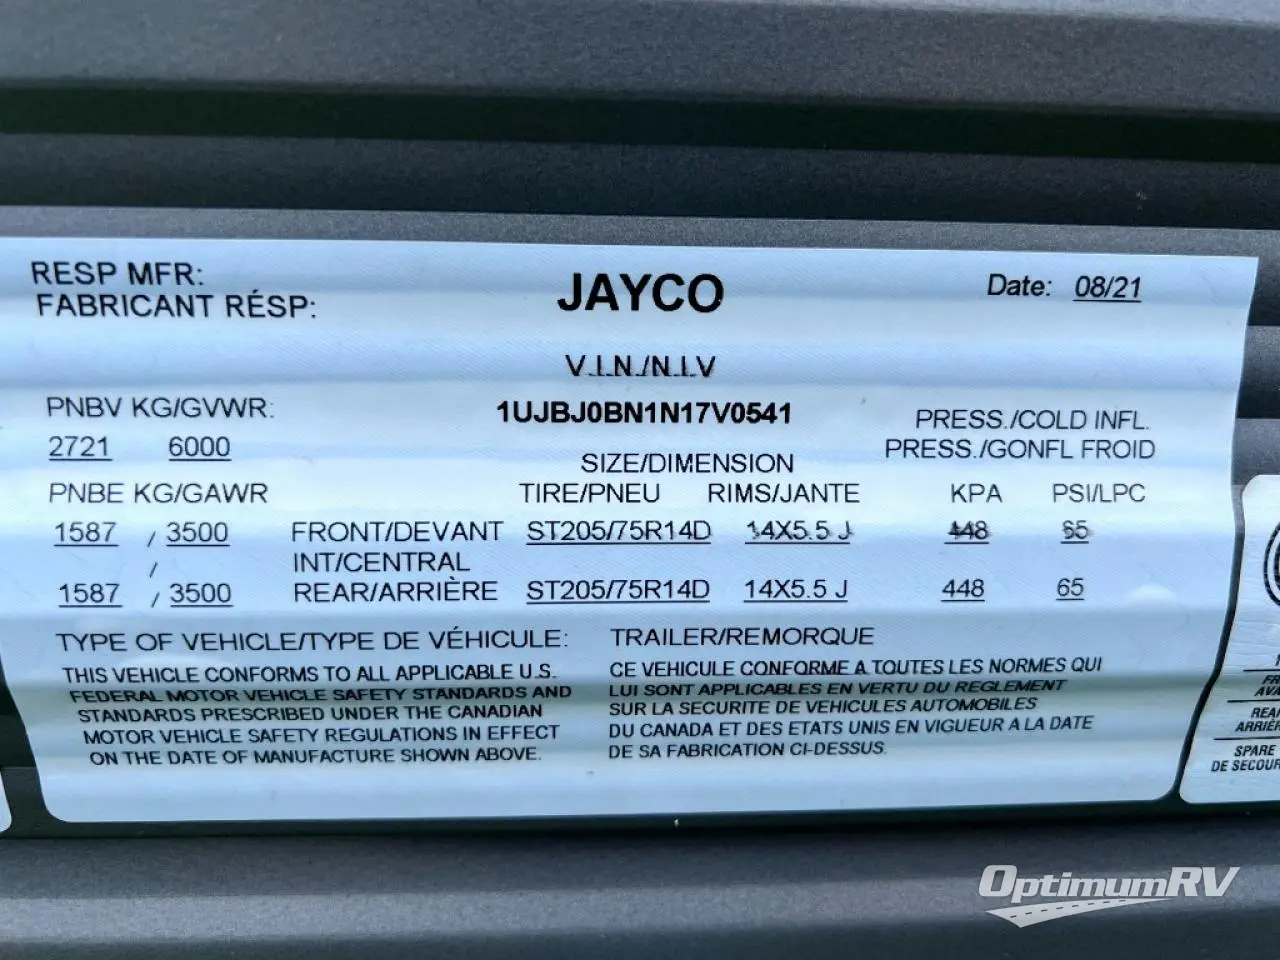 RESP MFR:
FABRICANT RÉSP:
JAYCO
Date: 08/21
V.I.N./N.I.V
PNBV KG/GVWR:
1UJBJ0BN1N17V0541
PRESS./COLD INFL.
2721 6000
PRESS./GONFL FROID
SIZE/DIMENSION
PNBE KG/GAWR TIRE/PNEU RIMS/JANTE KPA PSI/LPC
1587 / 3500 FRONT/DEVANT ST205/75R14D 14X5.5 J 448 65
/ INT/CENTRAL
1587 / 3500 REAR/ARRIÈRE ST205/75R14D 14X5.5 J 448 65
TYPE OF VEHICLE/TYPE DE VÉHICULE: TRAILER/REMORQUE
THIS VEHICLE CONFORMS TO ALL APPLICABLE U.S.
FEDERAL MOTOR VEHICLE SAFETY STANDARDS AND
STANDARDS PRESCRIBED UNDER THE CANADIAN
MOTOR VEHICLE SAFETY REGULATIONS IN EFFECT
ON THE DATE OF MANUFACTURE SHOWN ABOVE.
CE VEHICULE CONFORME A TOUTES LES NORMES QUI
LUI SONT APPLICABLES EN VERTU DU REGLEMENT
SUR LA SECURITE DE VEHICULES AUTOMOBILES
DU CANADA ET DES ETATS UNIS EN VIGUEUR A LA DATE
DE SA FABRICATION CI-DESSUS.
SPARE
OptimumRV